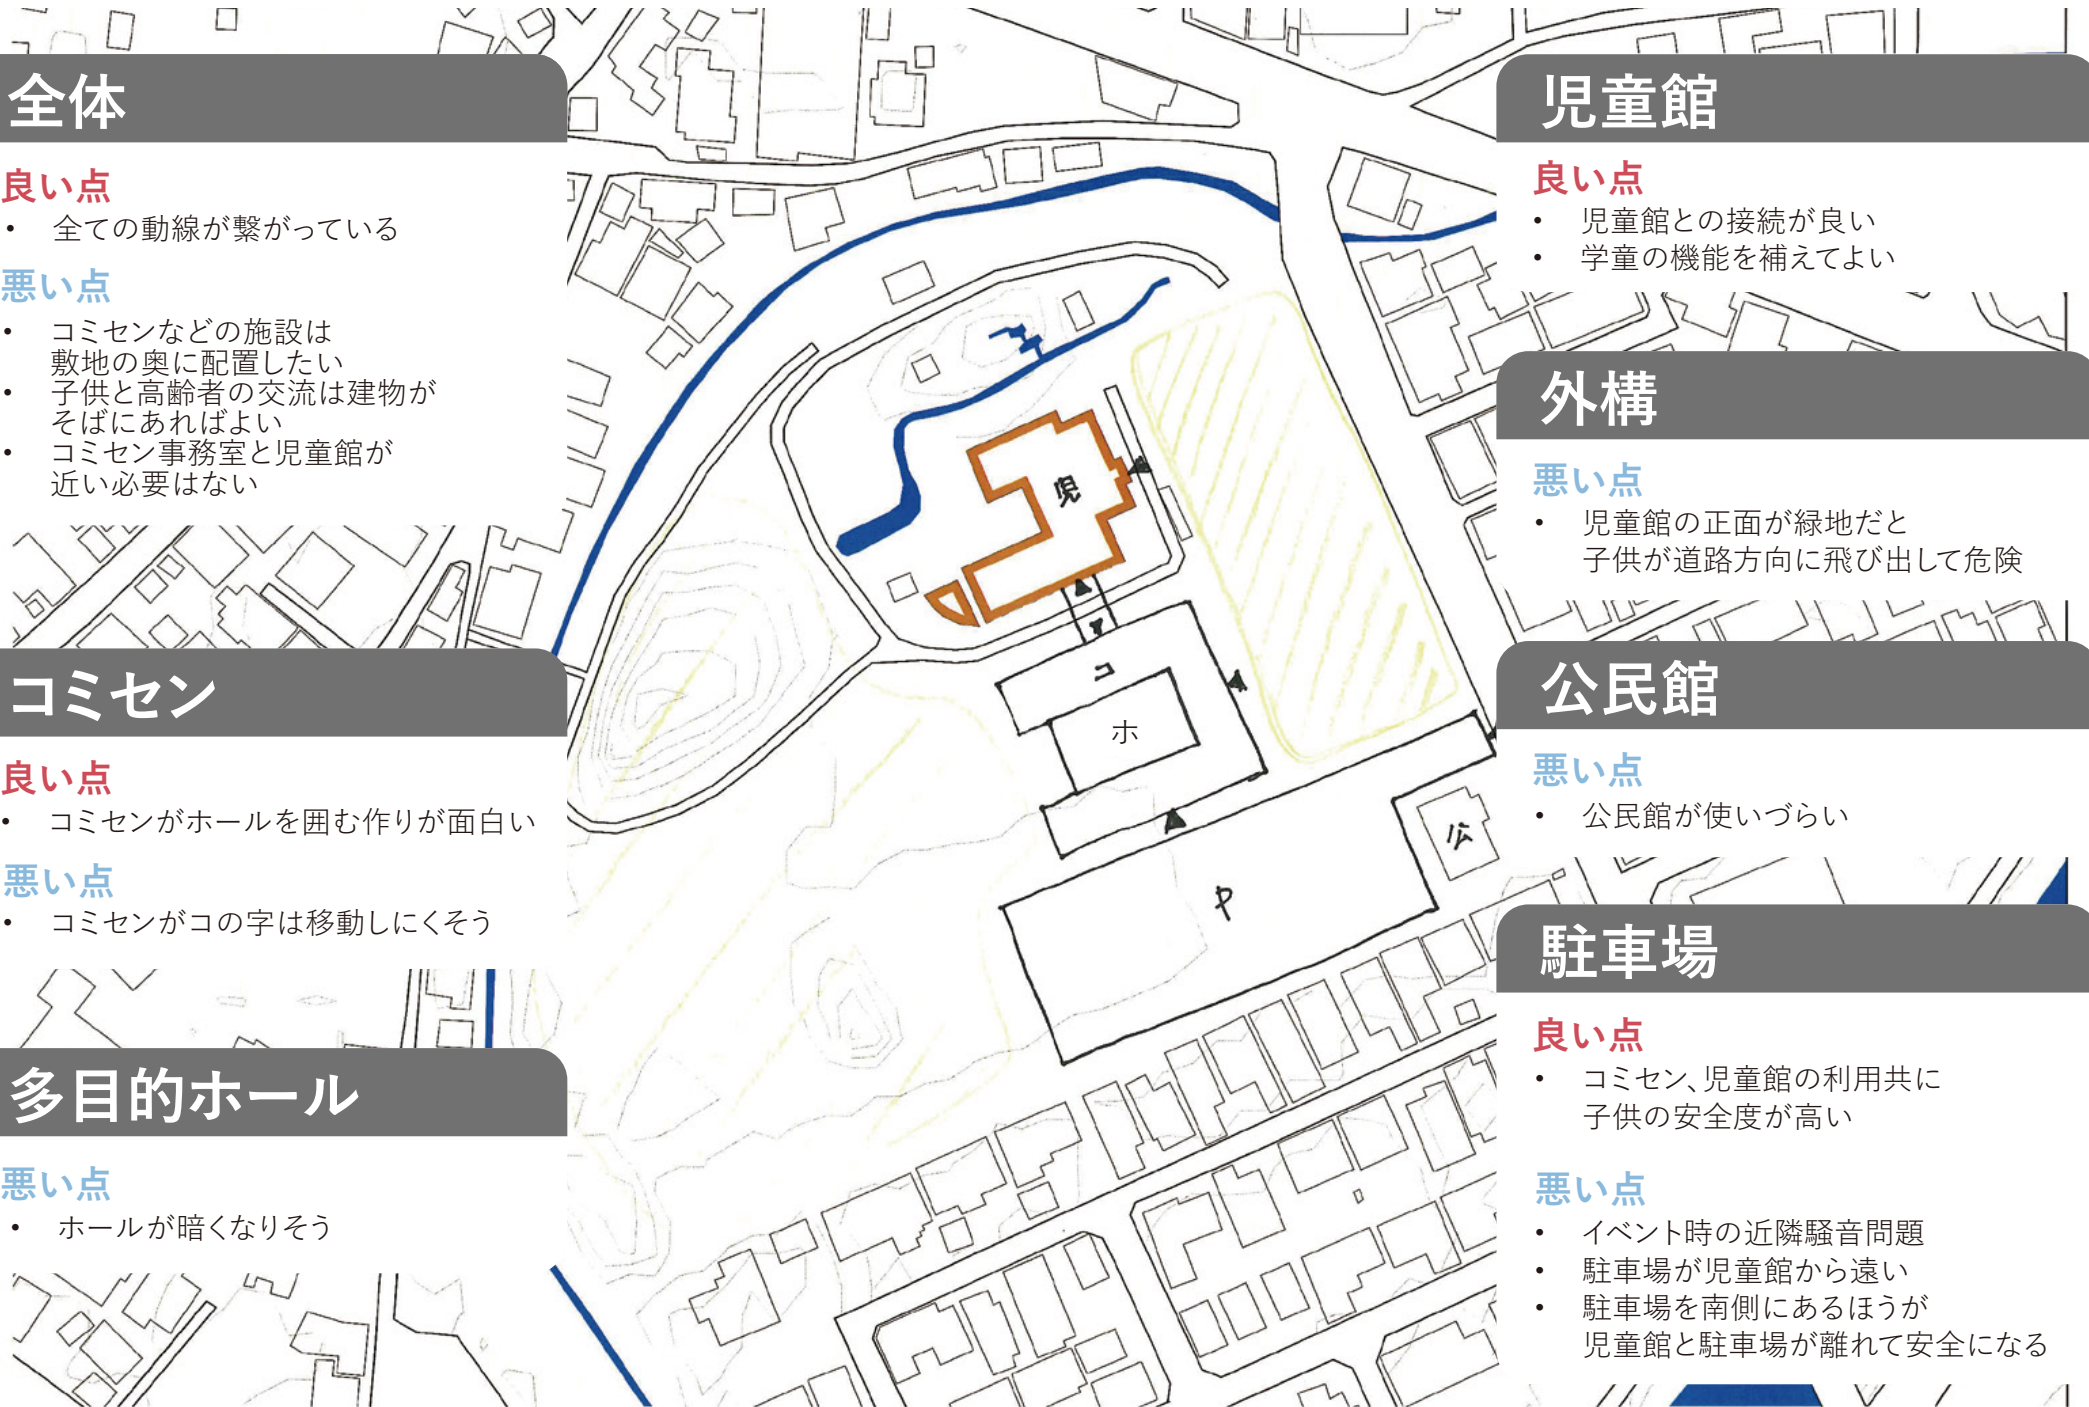 全体
良い点
• 全ての動線が繋がっている
悪い点
• コミセンなどの施設は
敷地の奥に配置したい
• 子供と高齢者の交流は建物が
そばにあればよい
• コミセン事務室と児童館が
近い必要はない
コミセン
良い点
• コミセンがホールを囲む作りが面白い
悪い点
• コミセンがコの字は移動しにくそう
多目的ホール
悪い点
• ホールが暗くなりそう
児
コ
ホ
公
P
児童館
良い点
• 児童館との接続が良い
• 学童の機能を補えてよい
外構
悪い点
• 児童館の正面が緑地だと
子供が道路方向に飛び出して危険
公民館
悪い点
• 公民館が使いづらい
駐車場
良い点
• コミセン、児童館の利用共に
子供の安全度が高い
悪い点
• イベント時の近隣騒音問題
• 駐車場が児童館から遠い
• 駐車場を南側にあるほうが
児童館と駐車場が離れて安全になる